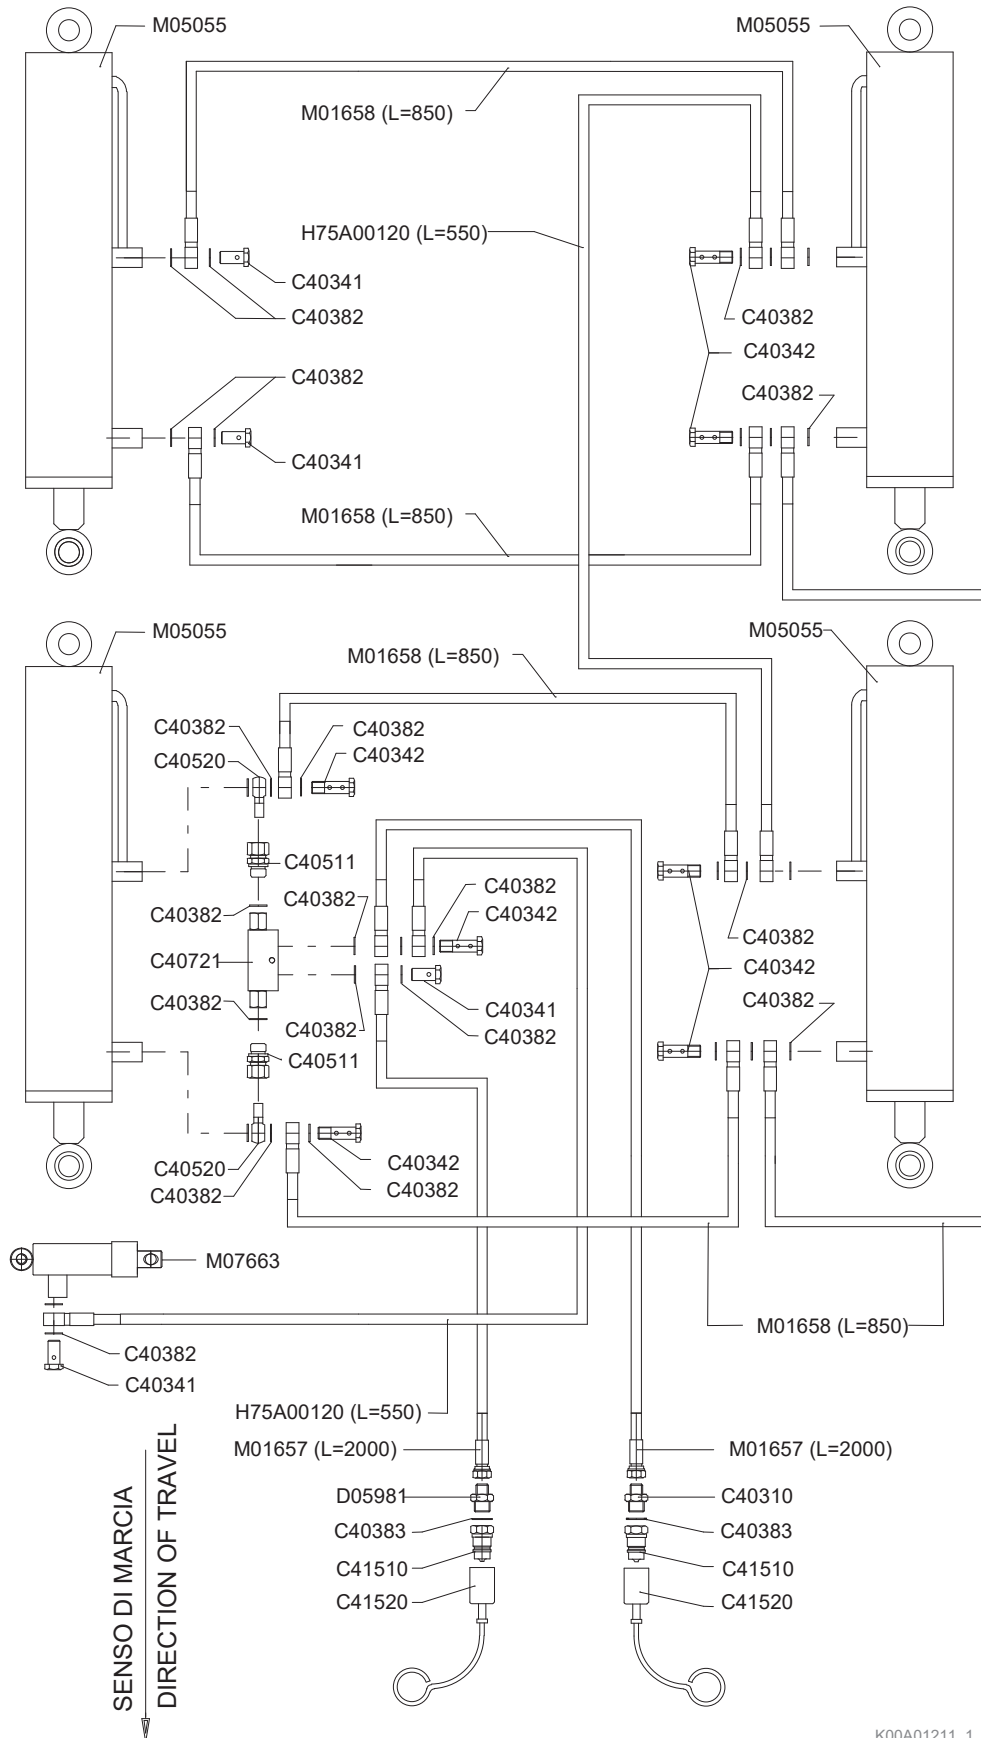 M05055
M05055
M01658 (L=850)
H75A00120 (L=550)
C40341
C40382
C40382
C40342
C40382
C40382
C40341
M01658 (L=850)
M05055
M05055
M01658 (L=850)
C40382
C40382
C40520
C40342
C40511
C40382
C40382
C40382
C40342
C40382
C40721
C40342
C40382
C40382
C40341
C40382
C40382
C40511
C40520
C40342
C40382
C40382
M07663
M01658 (L=850)
C40382
C40341
H75A00120 (L=550)
M01657 (L=2000)
M01657 (L=2000)
D05981
C40310
C40383
C40383
C41510
C41510
C41520
C41520
SENSO DI MARCIA
DIRECTION OF TRAVEL
K00A01211_1